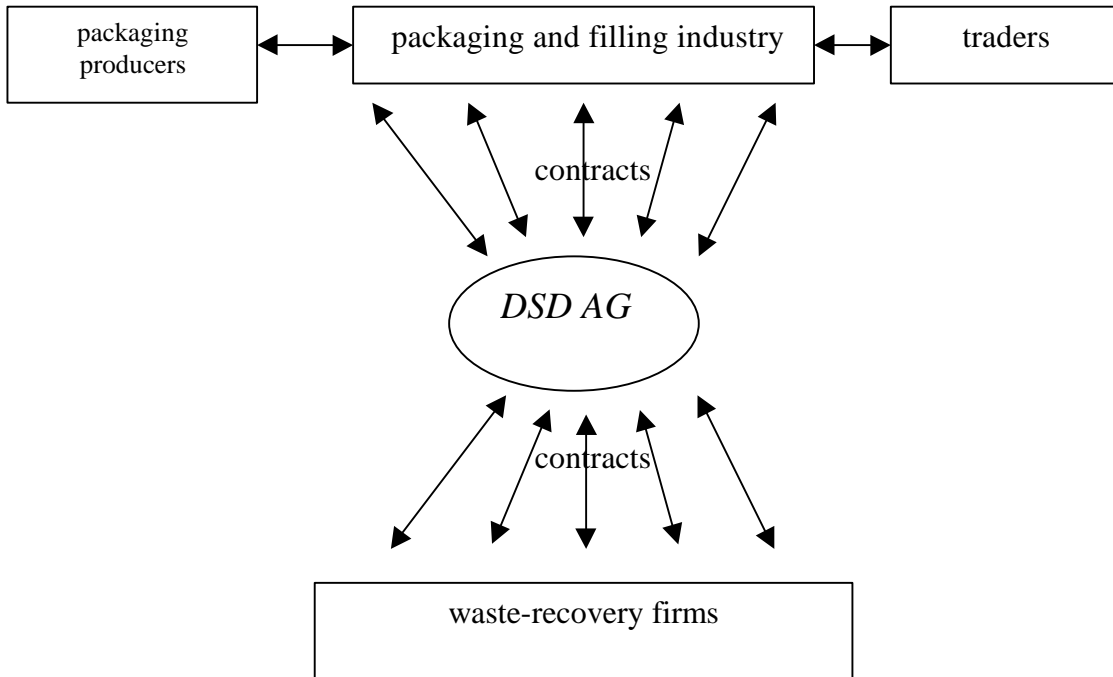 packaging
producers
packaging and filling industry
traders
contracts
DSD AG
contracts
waste-recovery firms